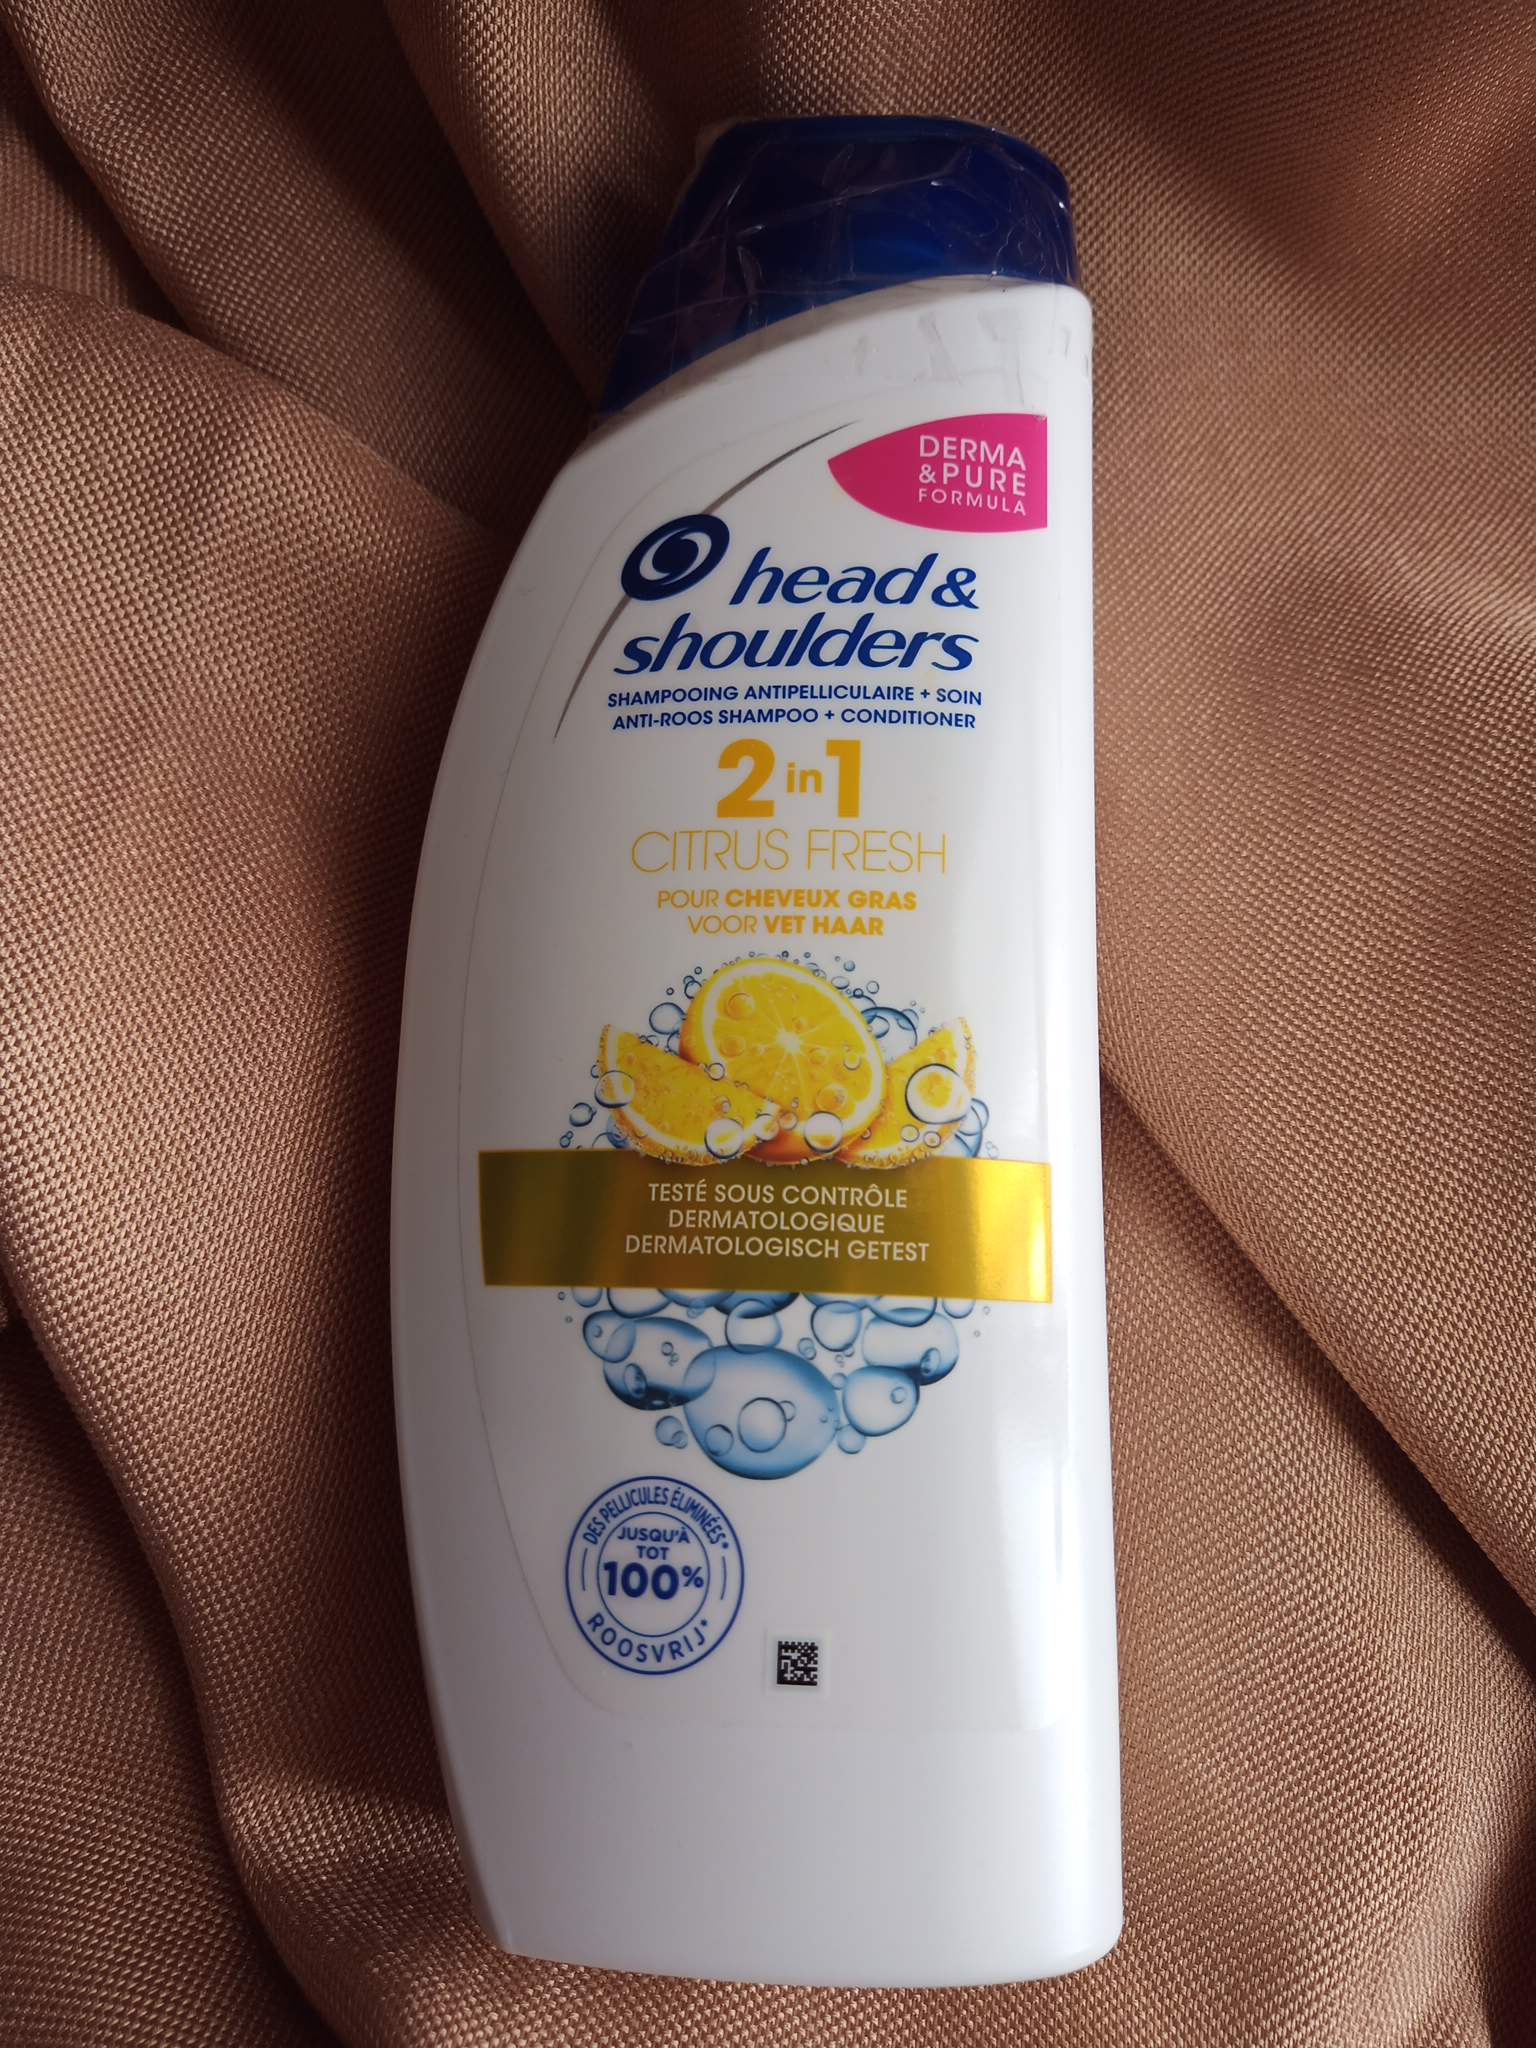 DERMA
&PURE
FORMULA
head&
shoulders
SHAMPOOING ANTIPELLICULAIRE + SOIN
ANTI-ROOS SHAMPOO + CONDITIONER
2in1
CITRUS FRESH
POUR CHEVEUX GRAS
VOOR VET HAAR
TESTÉ SOUS CONTRÔLE
DERMATOLOGIQUE
DERMATOLOGISCH GETEST
DES PELLICULES ÉLIMINÉES*
JUSQU'À
TOT
100%
ROOSVRIJ*